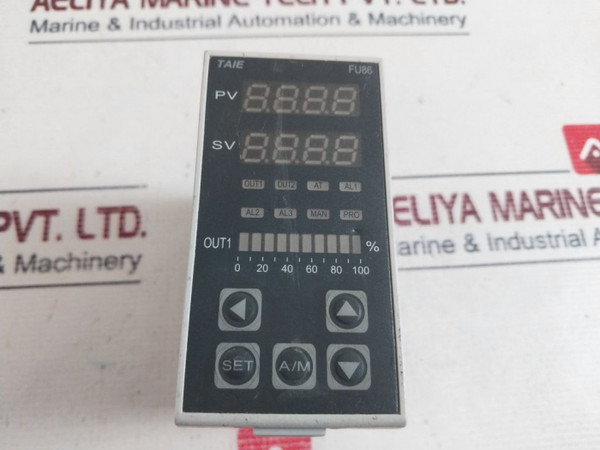 AELIYA MARINE TECH PVT. LTD.
Marine & Industrial Automation & Machinery
PVT. LTD.
& Machinery
AELIYA MARINE
Marine & Industrial
TAIE
FU86
PV 8.8.8.8
SV 8.8.8.8
OUT1 OUT2 AT AL1
AL2 AL3 MAN PRO
OUT1 %
0 20 40 60 80 100
SET A/M